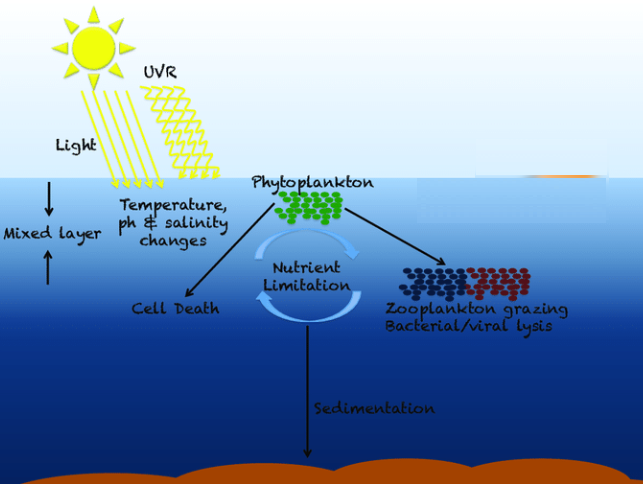 UVR
Light
Phytoplankton
Temperature,
ph & salinity
changes
Mixed layer
Nutrient
Limitation
Cell Death
Zooplankton grazing
Bacterial/viral lysis
Sedimentation